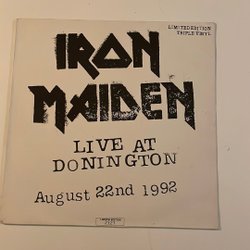 LIMITED EDITION
TRIPLE VINYL
IRON
MAIDEN
LIVE AT
DONINGTON
August 22nd 1992